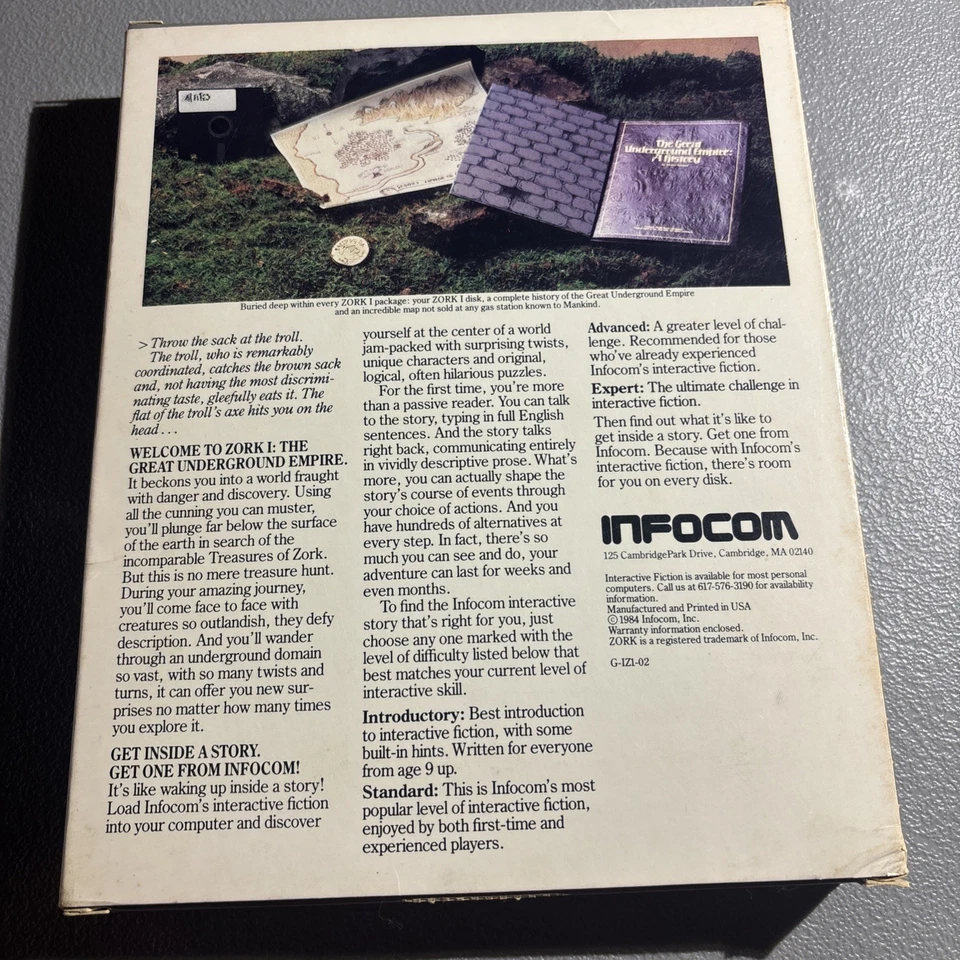 The Great
Underground Empire:
A History
Buried deep within every ZORK I package: your ZORK I disk, a complete history of the Great Underground Empire
and an incredible map not sold at any gas station known to Mankind.
> Throw the sack at the troll.
The troll, who is remarkably
coordinated, catches the brown sack
and, not having the most discrimi-
nating taste, gleefully eats it. The
flat of the troll's axe hits you on the
head . . .
WELCOME TO ZORK I: THE
GREAT UNDERGROUND EMPIRE.
It beckons you into a world fraught
with danger and discovery. Using
all the cunning you can muster,
you'll plunge far below the surface
of the earth in search of the
incomparable Treasures of Zork.
But this is no mere treasure hunt.
During your amazing journey,
you'll come face to face with
creatures so outlandish, they defy
description. And you'll wander
through an underground domain
so vast, with so many twists and
turns, it can offer you new sur-
prises no matter how many times
you explore it.
GET INSIDE A STORY.
GET ONE FROM INFOCOM!
It's like waking up inside a story!
Load Infocom's interactive fiction
into your computer and discover
yourself at the center of a world
jam-packed with surprising twists,
unique characters and original,
logical, often hilarious puzzles.
For the first time, you're more
than a passive reader. You can talk
to the story, typing in full English
sentences. And the story talks
right back, communicating entirely
in vividly descriptive prose. What's
more, you can actually shape the
story's course of events through
your choice of actions. And you
have hundreds of alternatives at
every step. In fact, there's so
much you can see and do, your
adventure can last for weeks and
even months.
To find the Infocom interactive
story that's right for you, just
choose any one marked with the
level of difficulty listed below that
best matches your current level of
interactive skill.
Introductory: Best introduction
to interactive fiction, with some
built-in hints. Written for everyone
from age 9 up.
Standard: This is Infocom's most
popular level of interactive fiction,
enjoyed by both first-time and
experienced players.
Advanced: A greater level of chal-
lenge. Recommended for those
who've already experienced
Infocom's interactive fiction.
Expert: The ultimate challenge in
interactive fiction.
Then find out what it's like to
get inside a story. Get one from
Infocom. Because with Infocom's
interactive fiction, there's room
for you on every disk.
INFOCOM
125 CambridgePark Drive, Cambridge, MA 02140
Interactive Fiction is available for most personal
computers. Call us at 617-576-3190 for availability
information.
Manufactured and Printed in USA
©1984 Infocom, Inc.
Warranty information enclosed.
ZORK is a registered trademark of Infocom, Inc.
G-IZ1-02